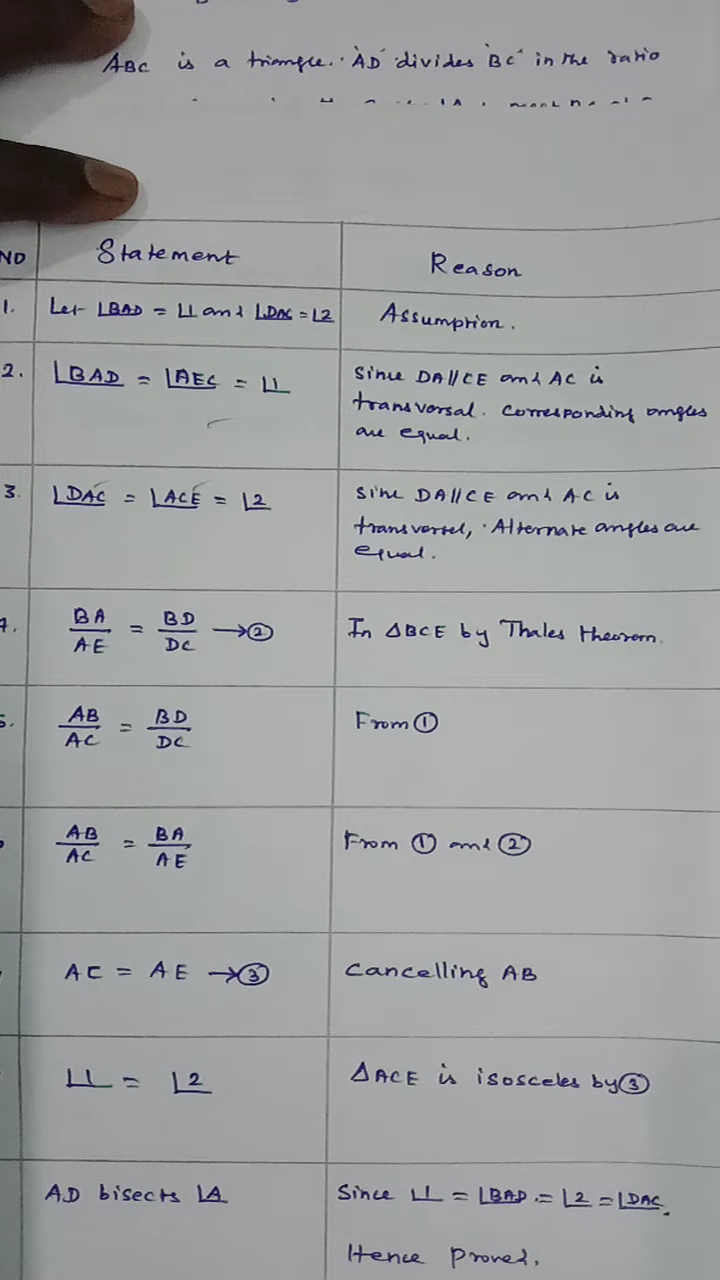 ABC is a triangle. AD divides BC in the ratio
NO Statement Reason
1. Let ∠BAD = ∠1 and ∠DAC = ∠2 Assumption.
2. ∠BAD = ∠AEC = ∠1
Since DA//CE and AC is
transversal. Corresponding angles
are equal.
3. ∠DAC = ∠ACE = ∠2
Sine DA//CE and AC is
transversel, Alternate angles are
equal.
BA/AE = BD/DC → ② In ΔBCE by Thales theorem.
5. AB/AC = BD/DC From ①
AB/AC = BA/AE From ① and ②
AC = AE → ③ Cancelling AB
∠1 = ∠2 ΔACE is isosceles by ③
AD bisects ∠A Since ∠1 = ∠BAD = ∠2 = ∠DAC.
Hence Proved.